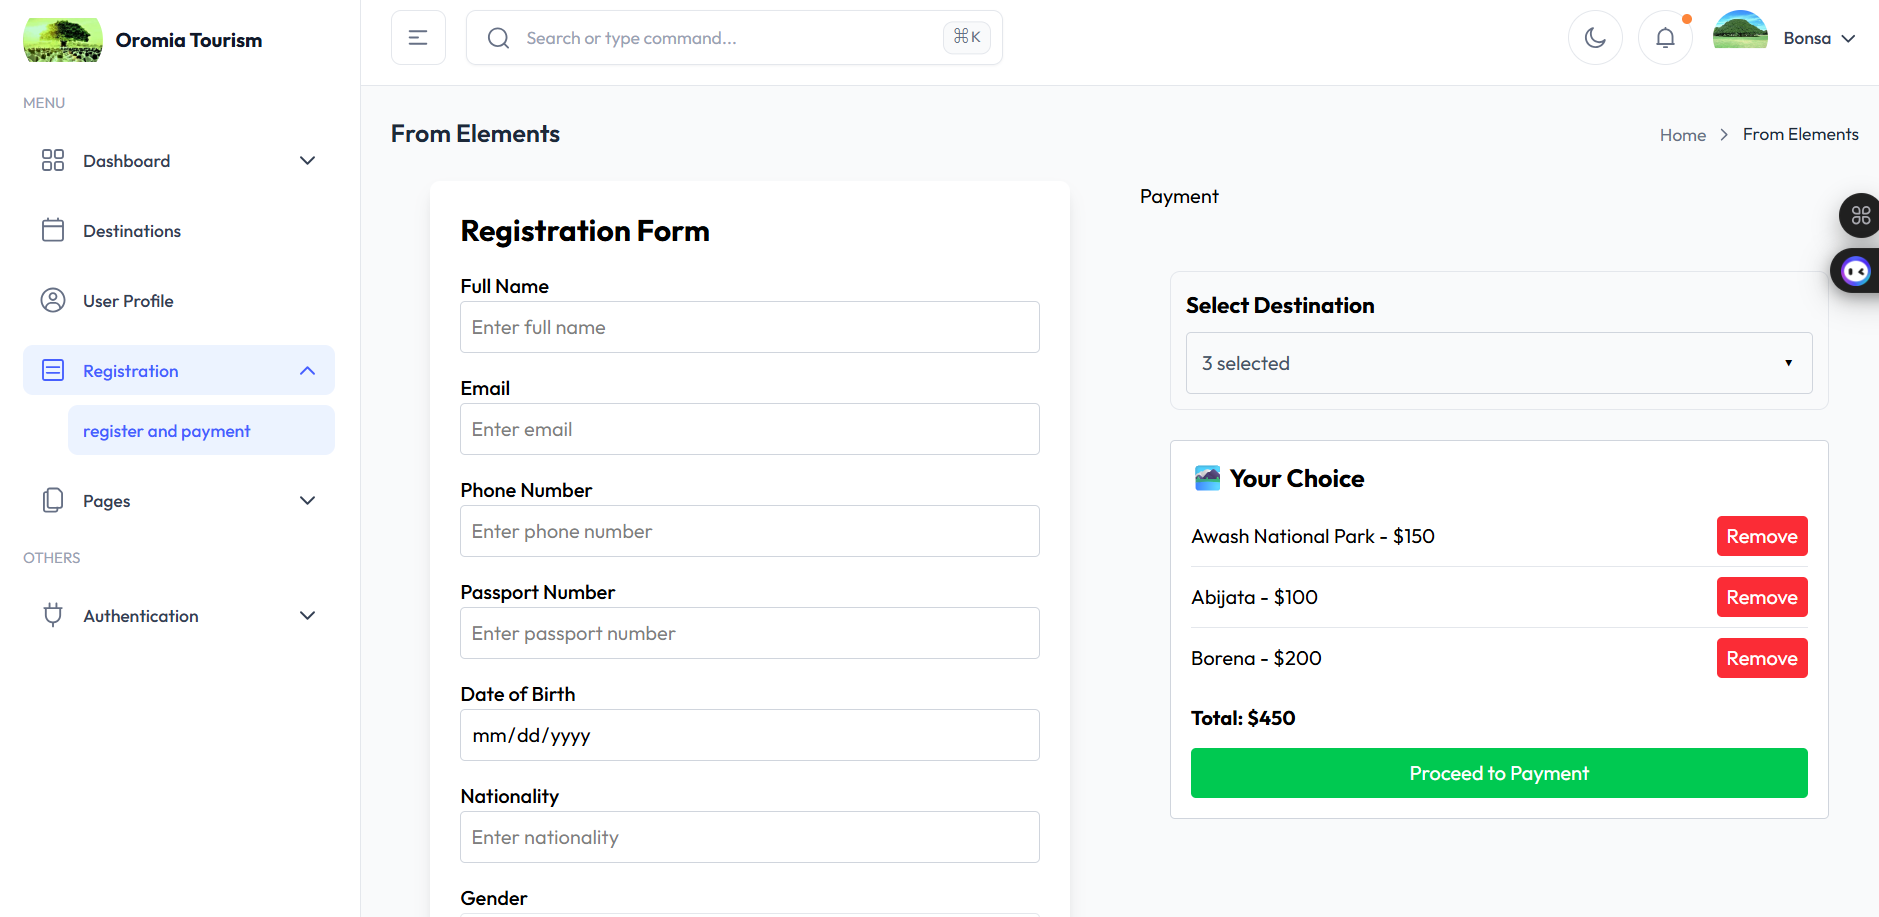 Oromia Tourism
MENU
Dashboard
Destinations
User Profile
Registration
register and payment
Pages
OTHERS
Authentication
Search or type command...
⌘K
Bonsa
From Elements
Home > From Elements
Registration Form
Full Name
Enter full name
Email
Enter email
Phone Number
Enter phone number
Passport Number
Enter passport number
Date of Birth
mm/dd/yyyy
Nationality
Enter nationality
Gender
Payment
Select Destination
3 selected
Your Choice
Awash National Park - $150
Remove
Abijata - $100
Remove
Borena - $200
Remove
Total: $450
Proceed to Payment